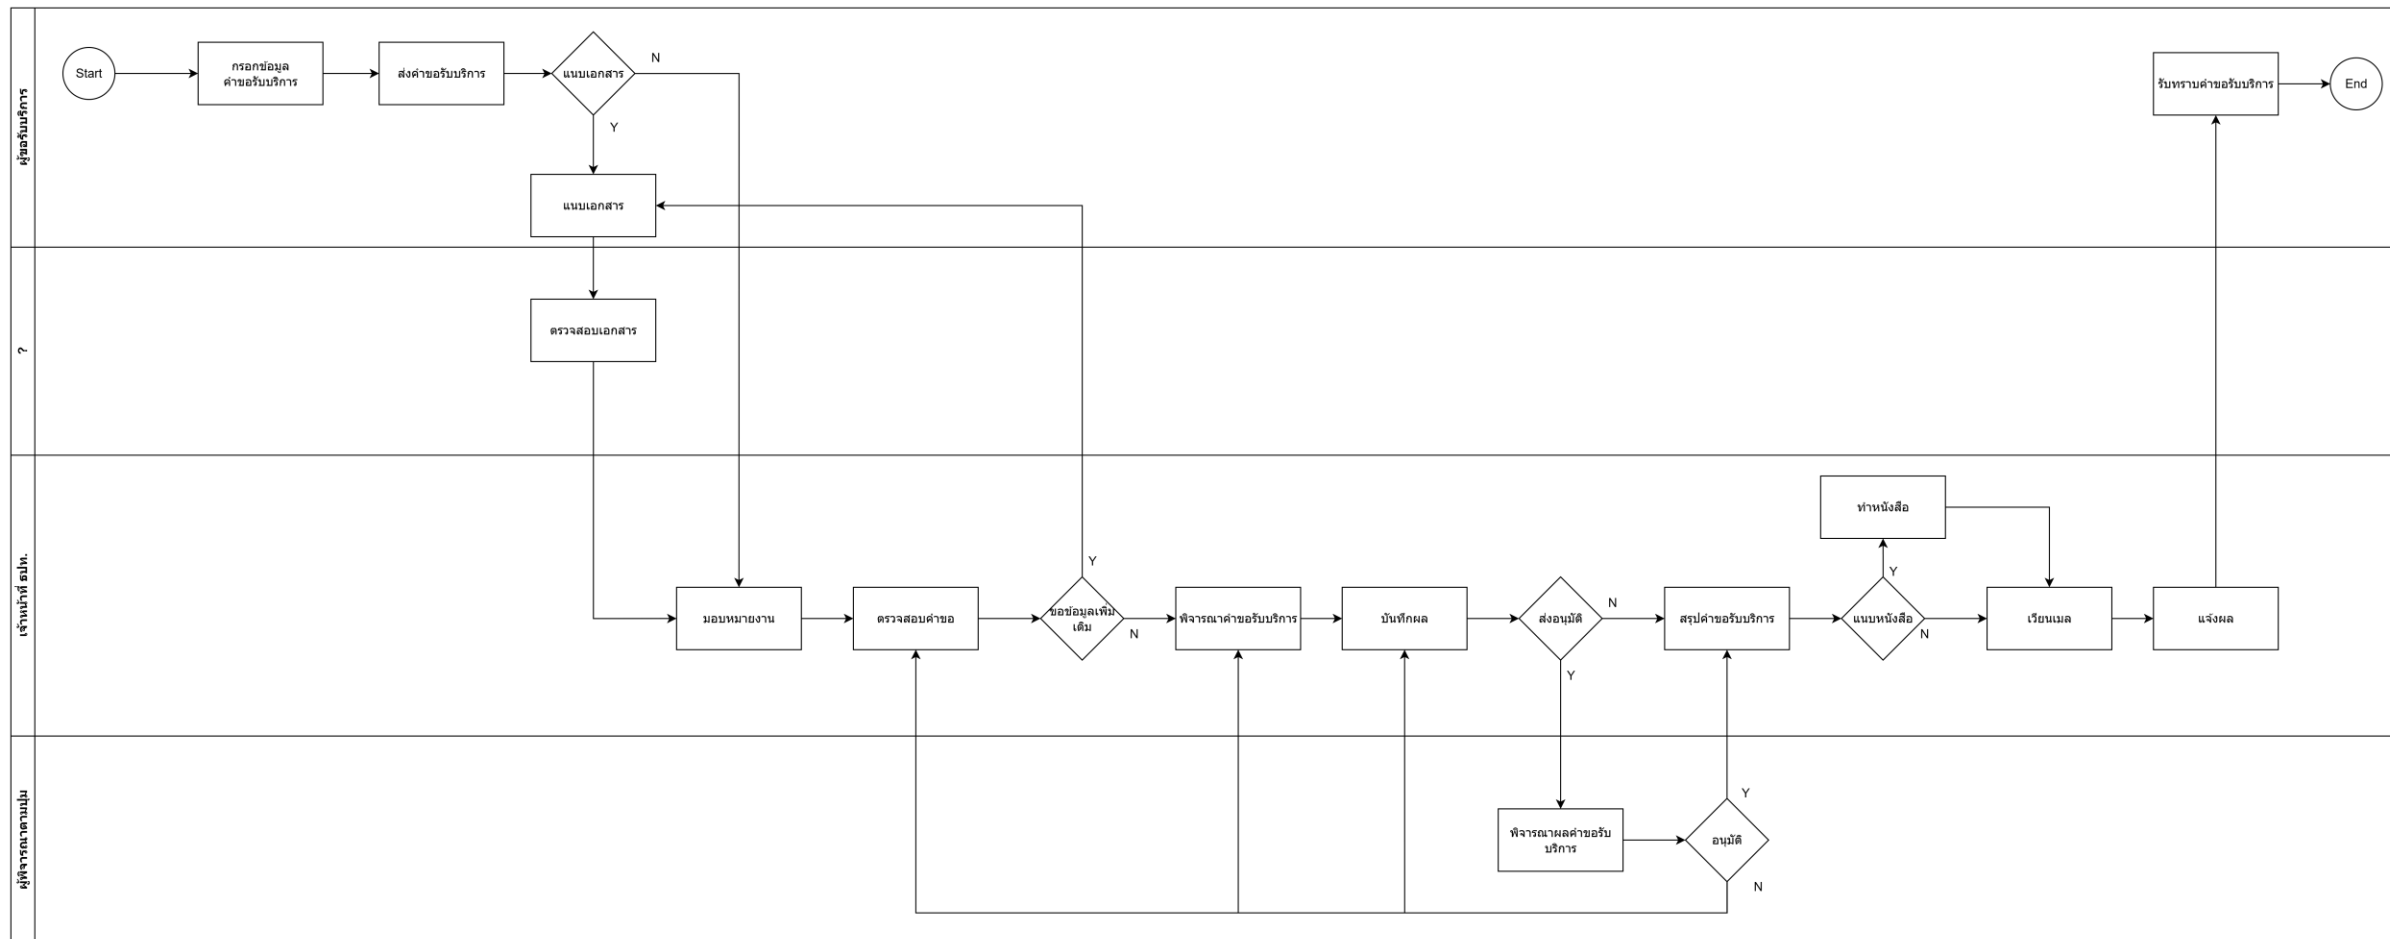 ผู้ขอรับบริการ
Start
กรอกข้อมูล
คำขอรับบริการ
ส่งคำขอรับบริการ
แนบเอกสาร
N
Y
แนบเอกสาร
รับทราบคำขอรับบริการ
End
?
ตรวจสอบเอกสาร
เจ้าหน้าที่ ธปท.
มอบหมายงาน
ตรวจสอบคำขอ
ขอข้อมูลเพิ่ม
เติม
Y
N
พิจารณาคำขอรับบริการ
บันทึกผล
ส่งอนุมัติ
N
Y
สรุปคำขอรับบริการ
แนบหนังสือ
Y
N
ทำหนังสือ
เวียนเมล
แจ้งผล
ผู้พิจารณาตามปุ่ม
พิจารณาผลคำขอรับ
บริการ
อนุมัติ
Y
N